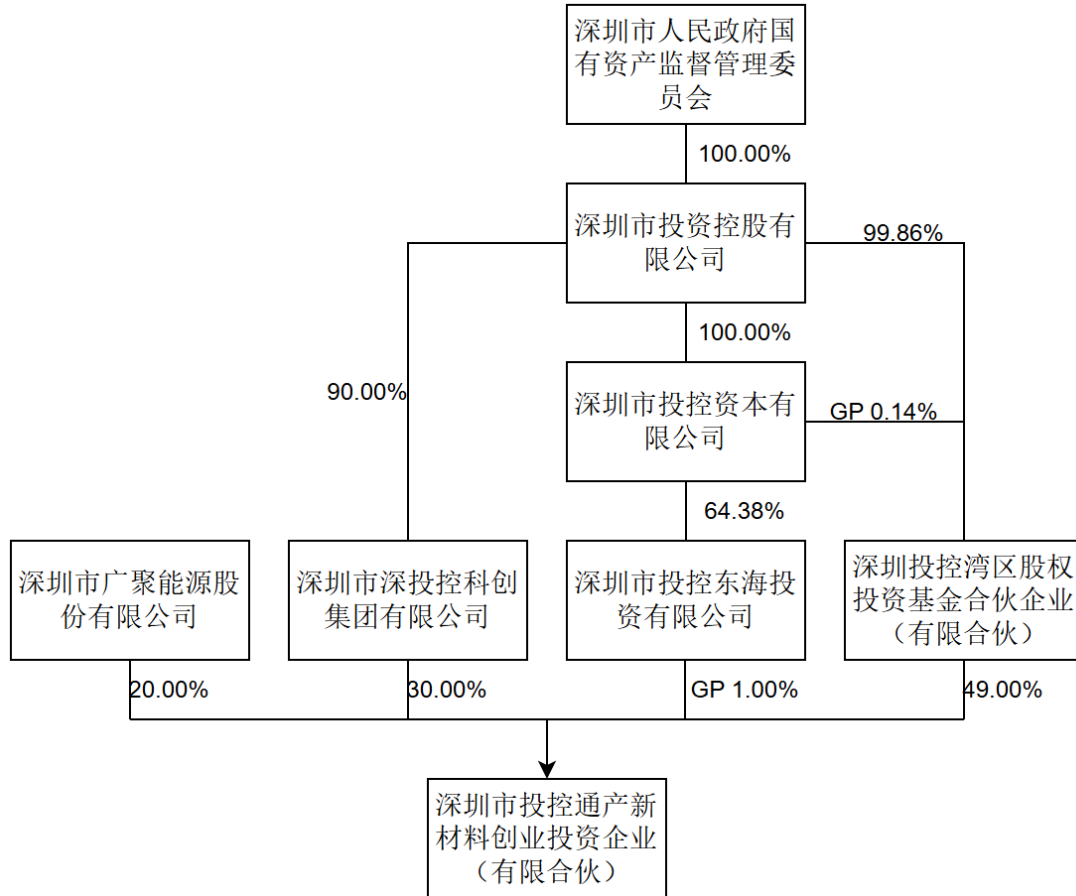 深圳市人民政府国
有资产监督管理委
员会
100.00%
深圳市投资控股有
限公司
99.86%
100.00%
90.00%
深圳市投控资本有
限公司
GP 0.14%
64.38%
深圳市广聚能源股
份有限公司
深圳市深投控科创
集团有限公司
深圳市投控东海投
资有限公司
深圳投控湾区股权
投资基金合伙企业
（有限合伙）
20.00%
30.00%
GP 1.00%
49.00%
深圳市投控通产新
材料创业投资企业
（有限合伙）